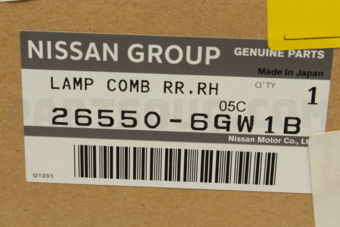 NISSAN GROUP GENUINE PARTS
Made In Japan
LAMP COMB RR.RH Q'TY 1
05C
26550-6GW1B
Nissan Motor Co.,
U1201